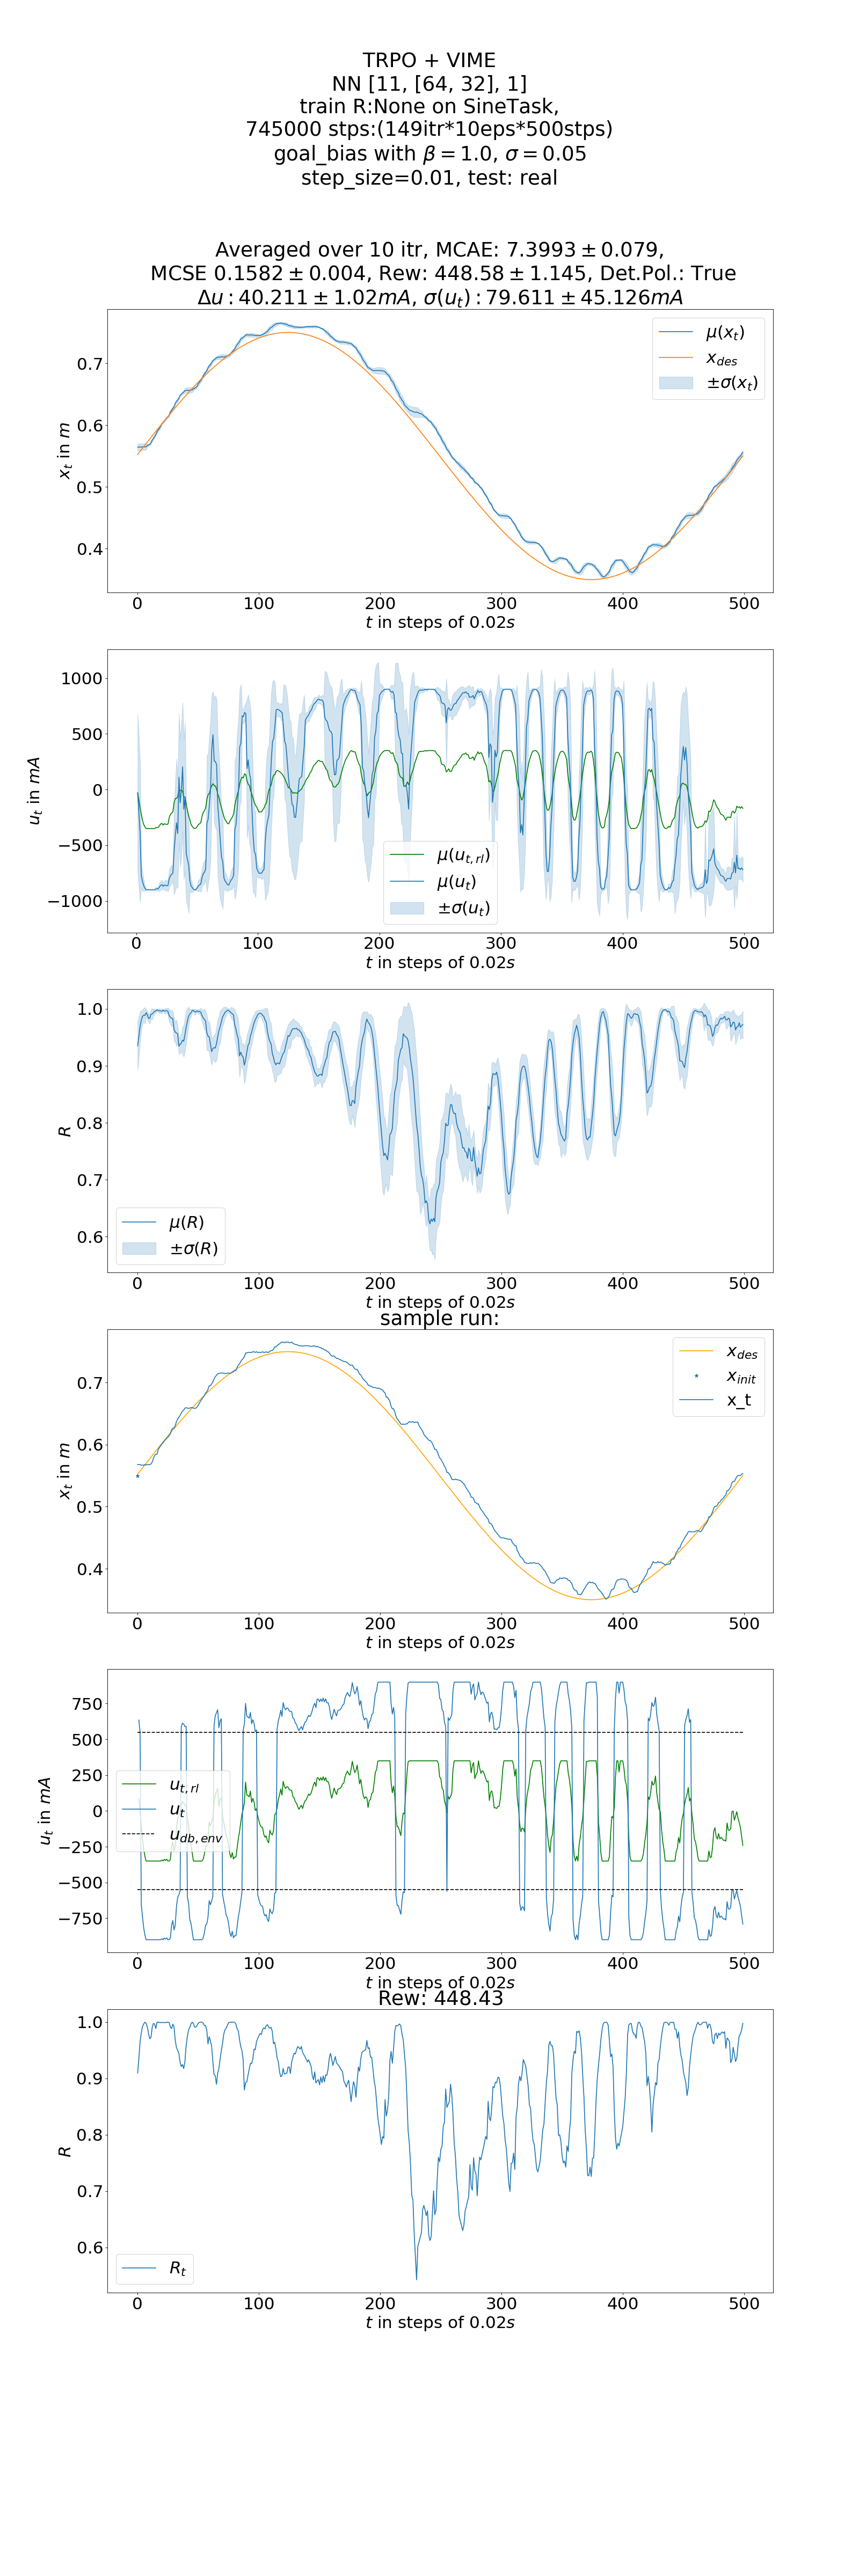 TRPO + VIME
NN [11, [64, 32], 1]
train R:None on SineTask,
745000 stps:(149itr*10eps*500stps)
goal_bias with β = 1.0, σ = 0.05
step_size=0.01, test: real
Averaged over 10 itr, MCAE: 7.3993 ± 0.079,
MCSE 0.1582 ± 0.004, Rew: 448.58 ± 1.145, Det.Pol.: True
Δu : 40.211 ± 1.02mA, σ(u_t) : 79.611 ± 45.126mA
μ(x_t)
x_des
±σ(x_t)
x_t in m
0.7
0.6
0.5
0.4
0 100 200 300 400 500
t in steps of 0.02s
1000
500
0
−500
−1000
u_t in mA
μ(u_{t,rl})
μ(u_t)
±σ(u_t)
0 100 200 300 400 500
t in steps of 0.02s
1.0
0.9
0.8
0.7
0.6
R
μ(R)
±σ(R)
0 100 200 300 400 500
t in steps of 0.02s
sample run:
x_des
x_init
x_t
x_t in m
0.7
0.6
0.5
0.4
0 100 200 300 400 500
t in steps of 0.02s
750
500
250
0
−250
−500
−750
u_t in mA
u_{t,rl}
u_t
u_{db,env}
0 100 200 300 400 500
t in steps of 0.02s
Rew: 448.43
1.0
0.9
0.8
0.7
0.6
R
R_t
0 100 200 300 400 500
t in steps of 0.02s